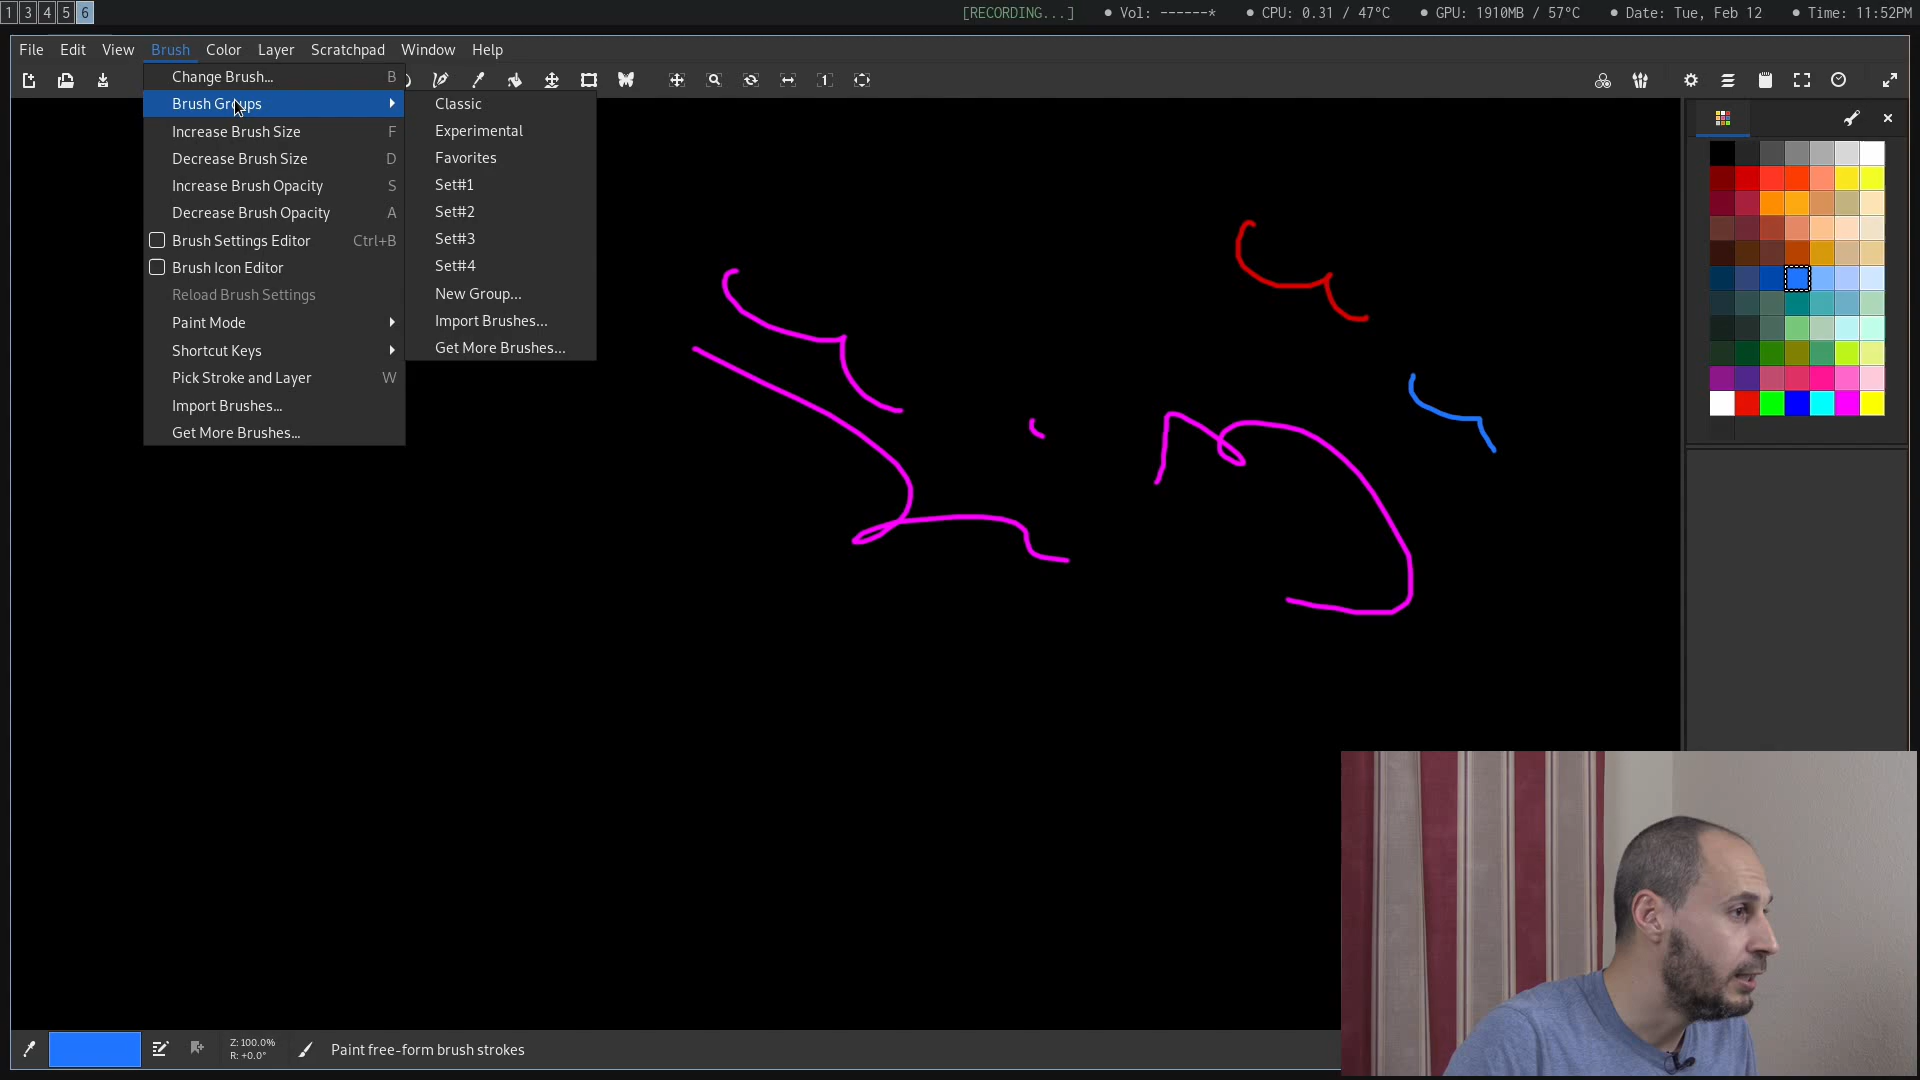 1 3 4 5 6
[RECORDING...] • Vol: ------* • CPU: 0.31 / 47°C • GPU: 1910MB / 57°C • Date: Tue, Feb 12 • Time: 11:52PM
File Edit View Brush Color Layer Scratchpad Window Help
Change Brush... B
Brush Groups
Increase Brush Size F
Decrease Brush Size D
Increase Brush Opacity S
Decrease Brush Opacity A
Brush Settings Editor Ctrl+B
Brush Icon Editor
Reload Brush Settings
Paint Mode
Shortcut Keys
Pick Stroke and Layer W
Import Brushes...
Get More Brushes...
Classic
Experimental
Favorites
Set#1
Set#2
Set#3
Set#4
New Group...
Import Brushes...
Get More Brushes...
Z: 100.0%
R: +0.0°
Paint free-form brush strokes